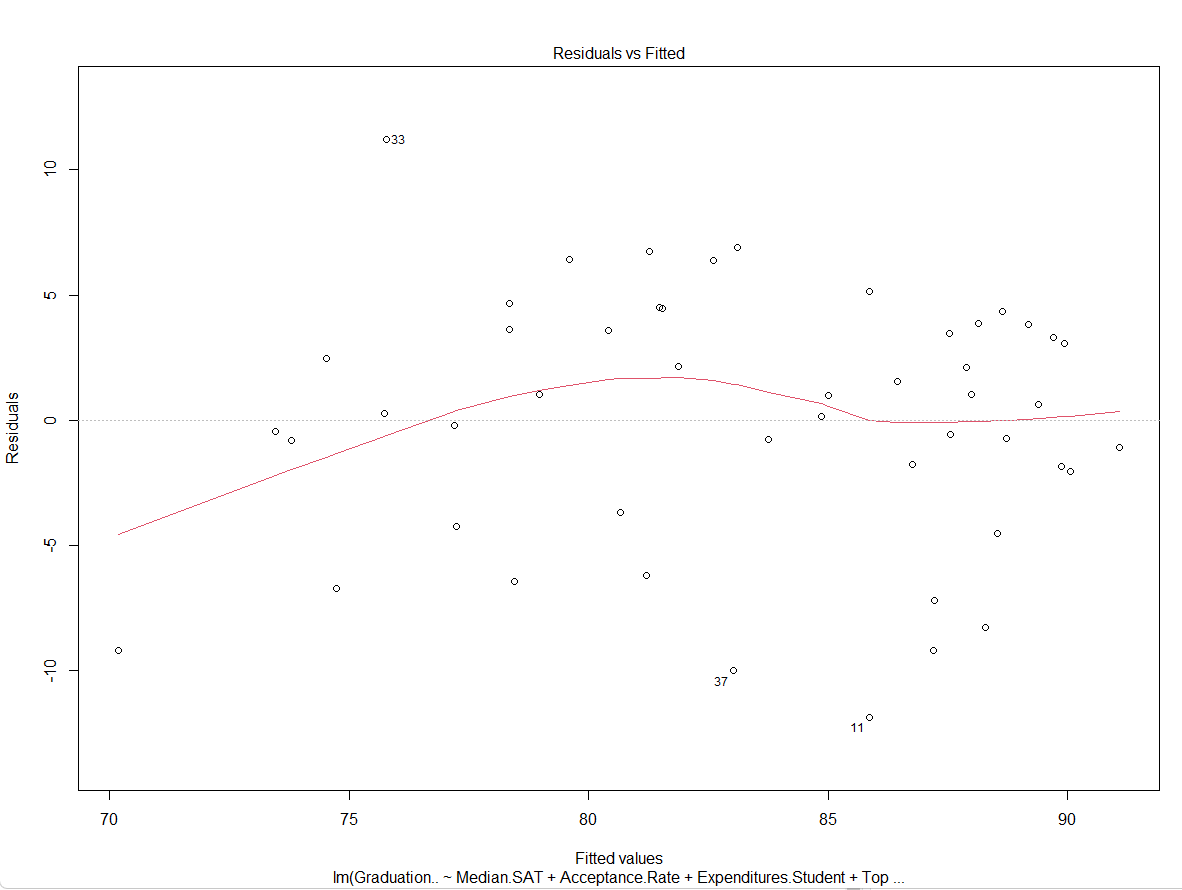 Residuals vs Fitted
33
10
5
0
-5
-10
Residuals
37
11
70 75 80 85 90
Fitted values
lm(Graduation.. ~ Median.SAT + Acceptance.Rate + Expenditures.Student + Top ...